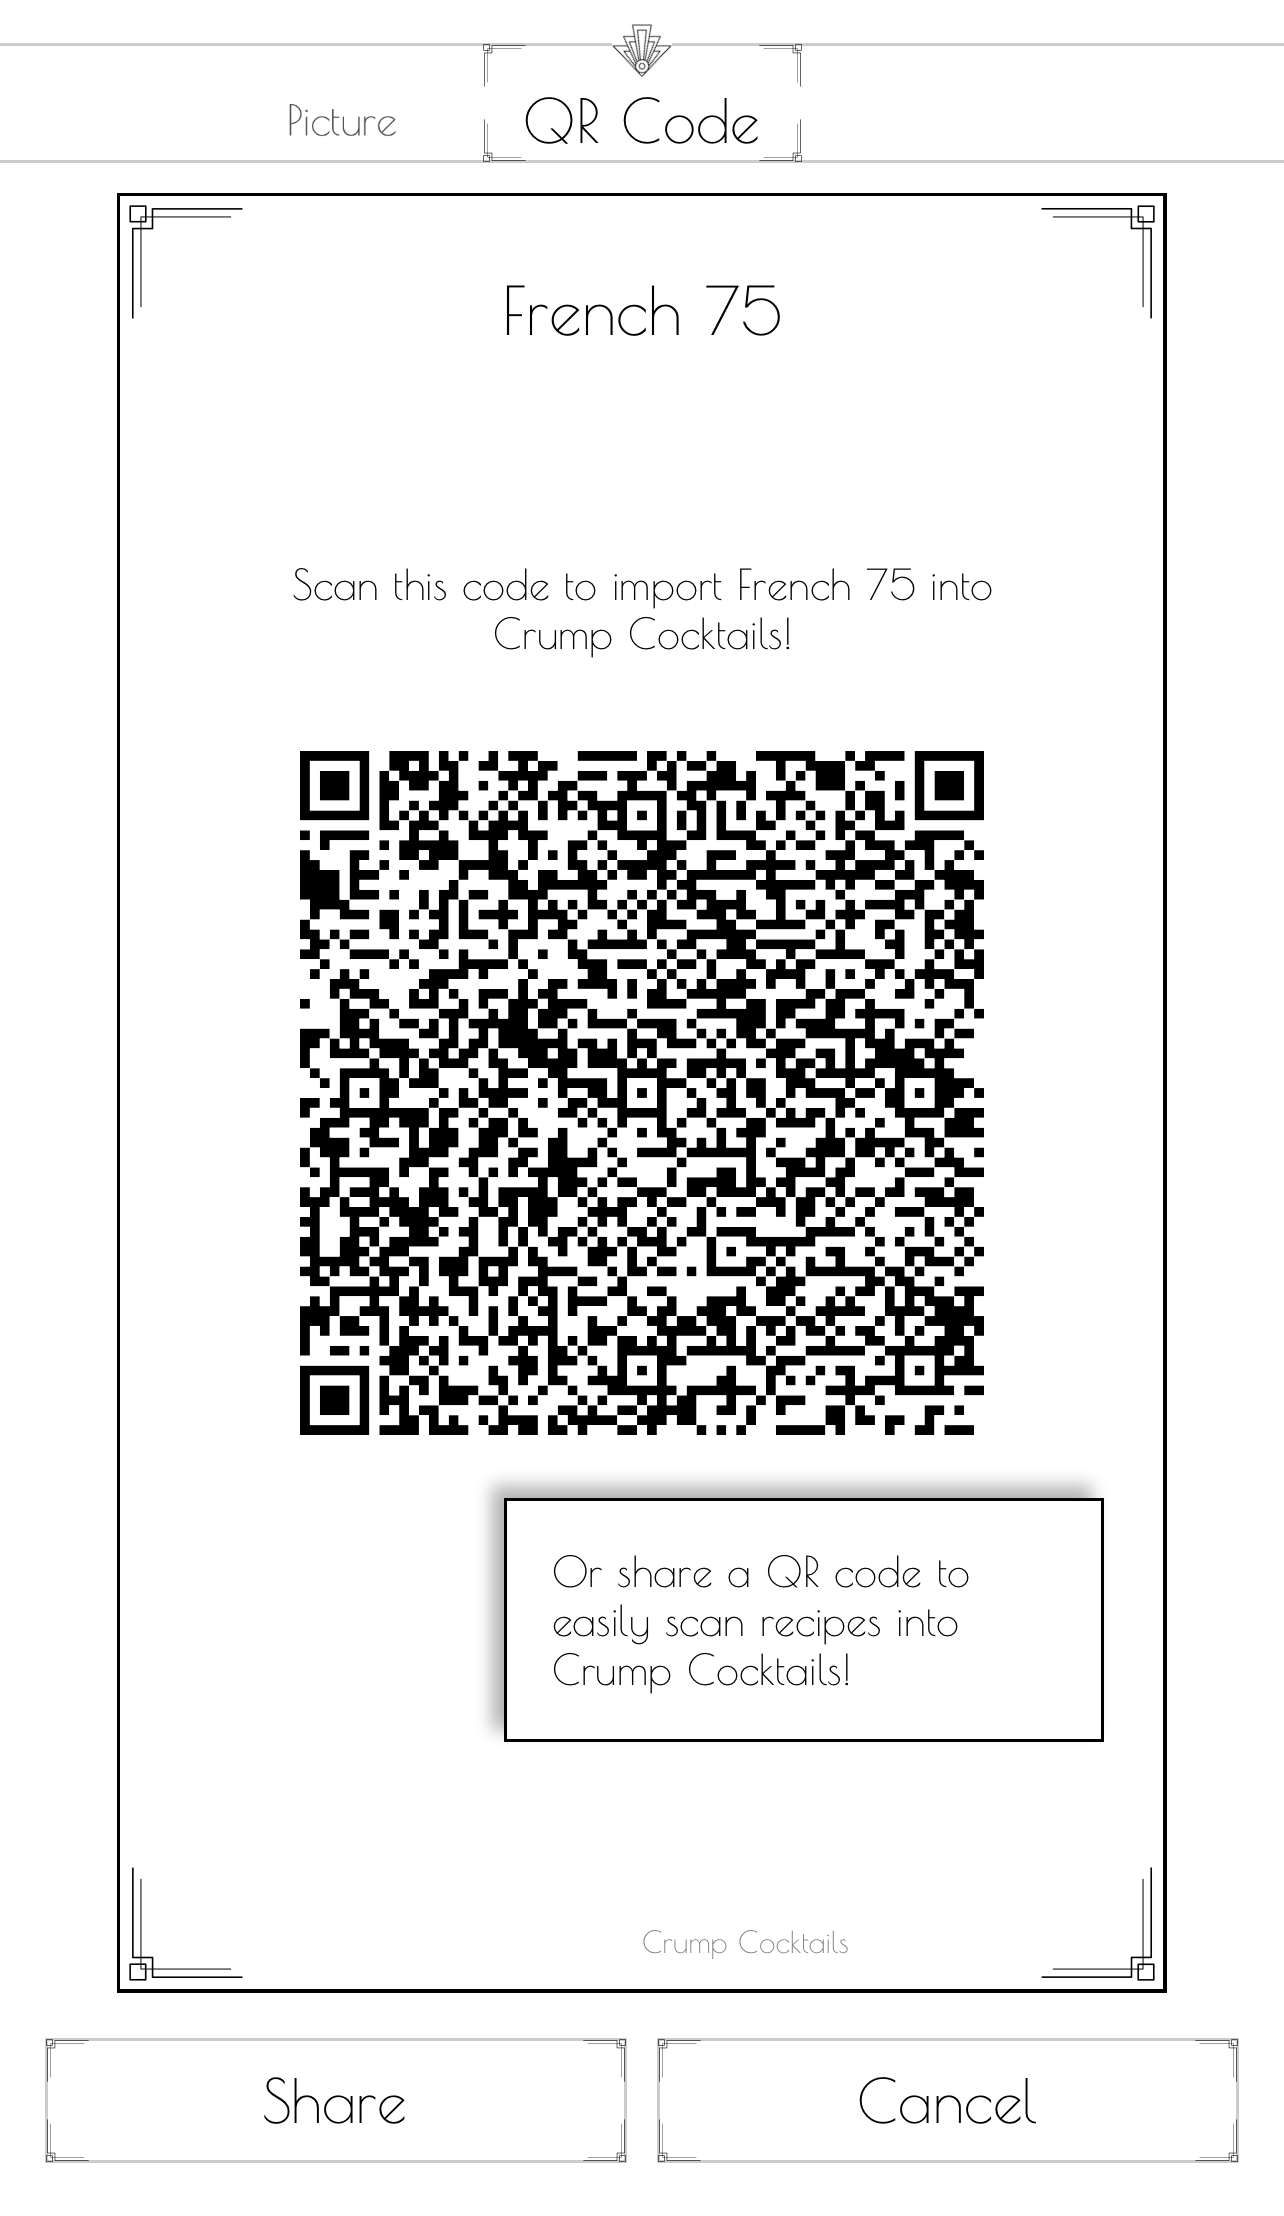 Picture
QR Code
French 75
Scan this code to import French 75 into
Crump Cocktails!
Or share a QR code to
easily scan recipes into
Crump Cocktails!
Crump Cocktails
Share
Cancel